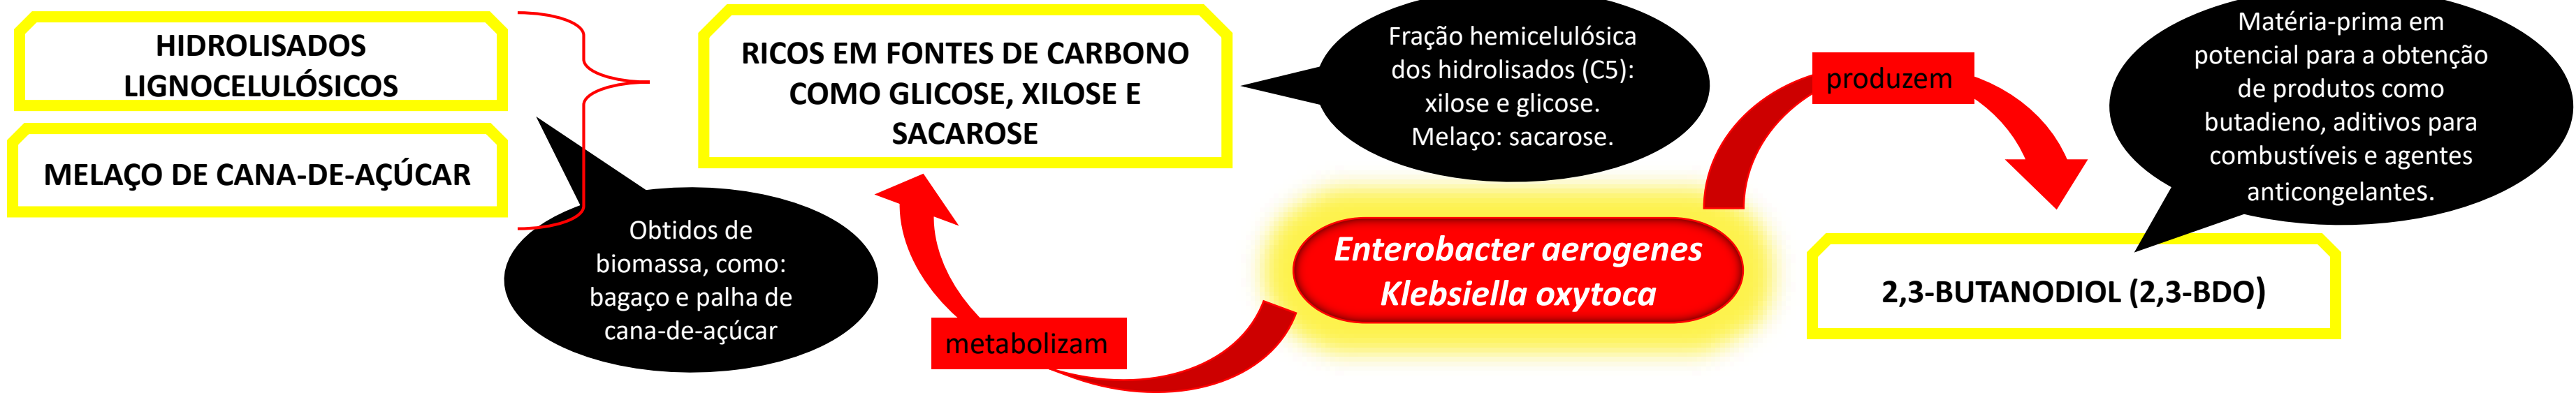 HIDROLISADOS
LIGNOCELULÓSICOS
MELAÇO DE CANA-DE-AÇÚCAR
Obtidos de
biomassa, como:
bagaço e palha de
cana-de-açúcar
RICOS EM FONTES DE CARBONO
COMO GLICOSE, XILOSE E
SACAROSE
Fração hemicelulósica
dos hidrolisados (C5):
xilose e glicose.
Melaço: sacarose.
metabolizam
Enterobacter aerogenes
Klebsiella oxytoca
produzem
Matéria-prima em
potencial para a obtenção
de produtos como
butadieno, aditivos para
combustíveis e agentes
anticongelantes.
2,3-BUTANODIOL (2,3-BDO)